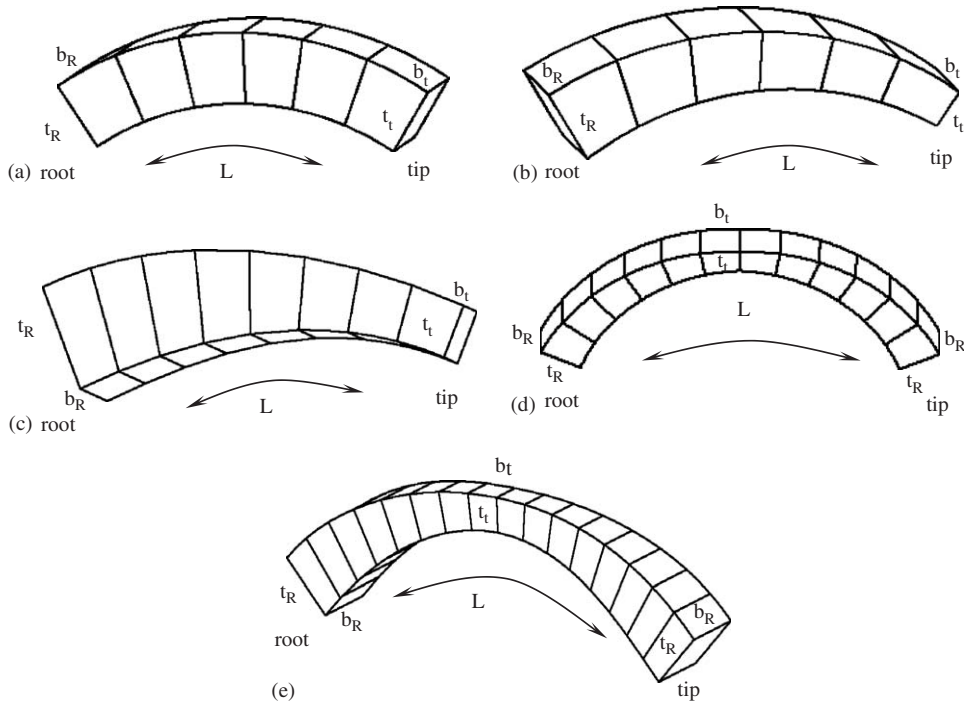 b_R
b_t
t_R
t_t
L
(a) root
tip
b_R
b_t
t_R
t_t
L
(b) root
tip
t_R
b_t
t_t
b_R
L
(c) root
tip
b_t
t_t
L
b_R
b_R
t_R
t_R
(d) root
tip
b_t
t_t
t_R
b_R
L
b_R
t_R
root
tip
(e)